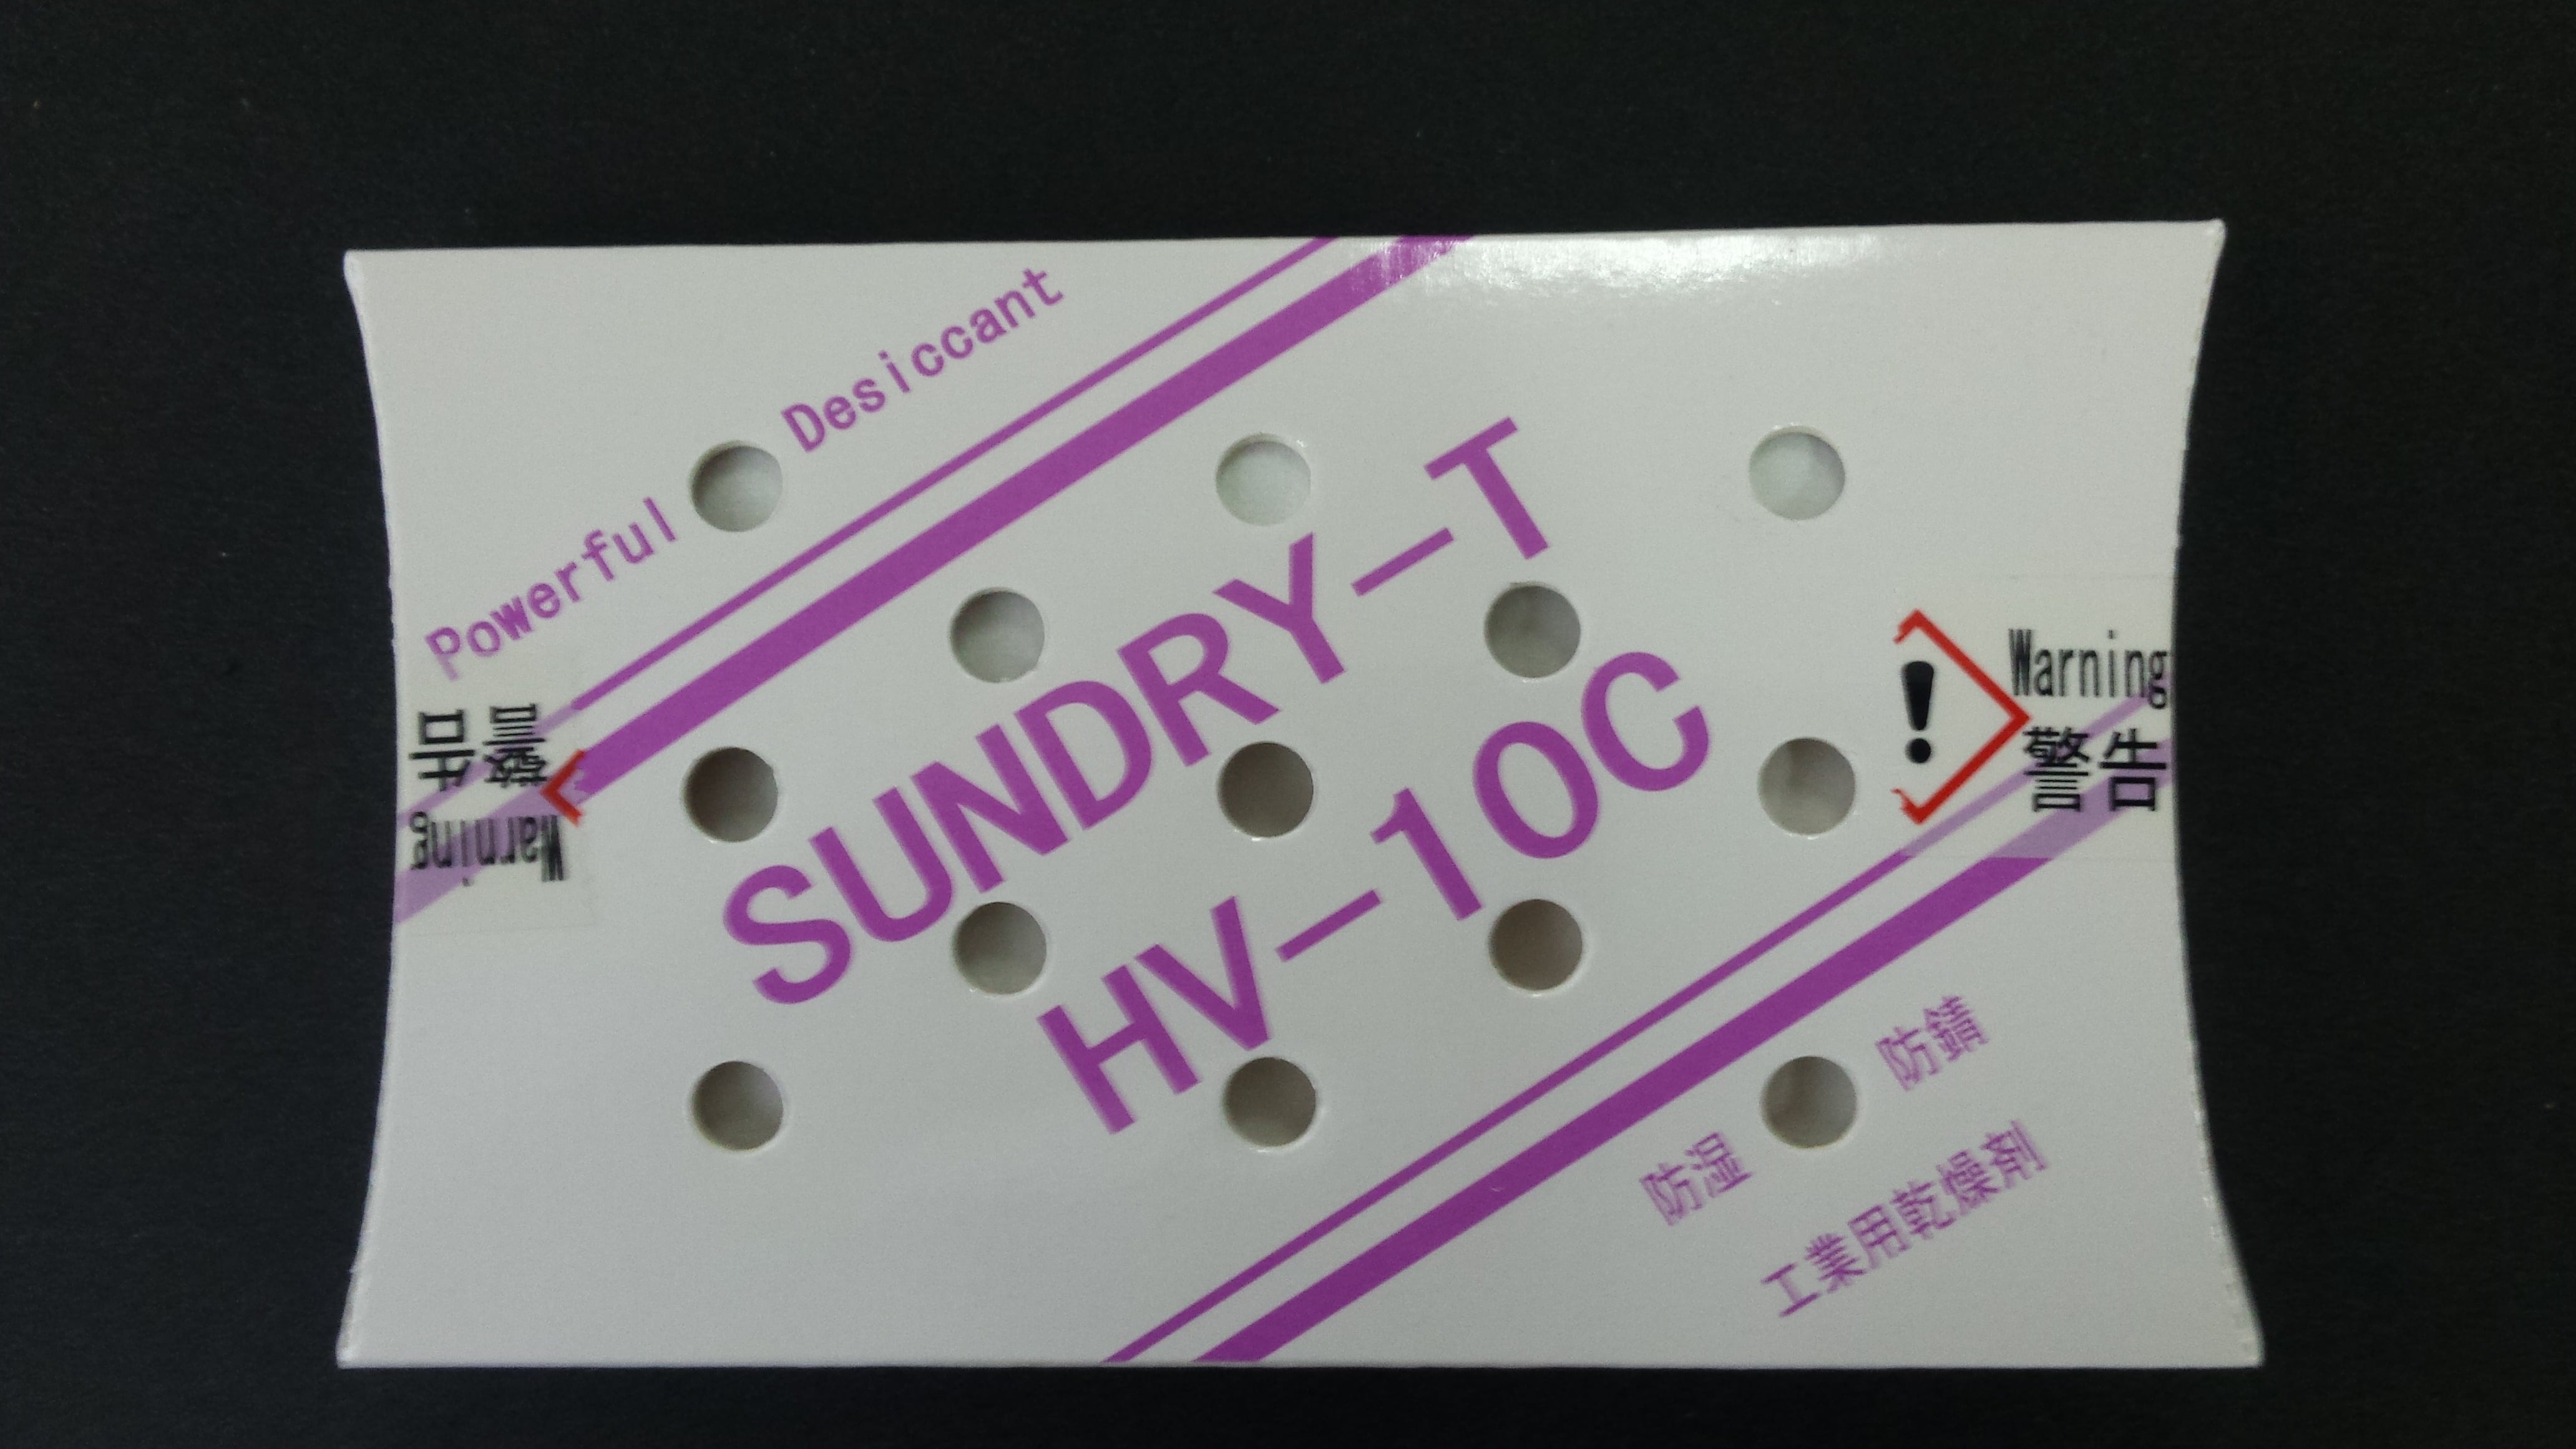 Powerful Desiccant
SUNDRY-T
HV-10C
!
Warning
警告
警告
Warning
防湿 防錆
工業用乾燥剤